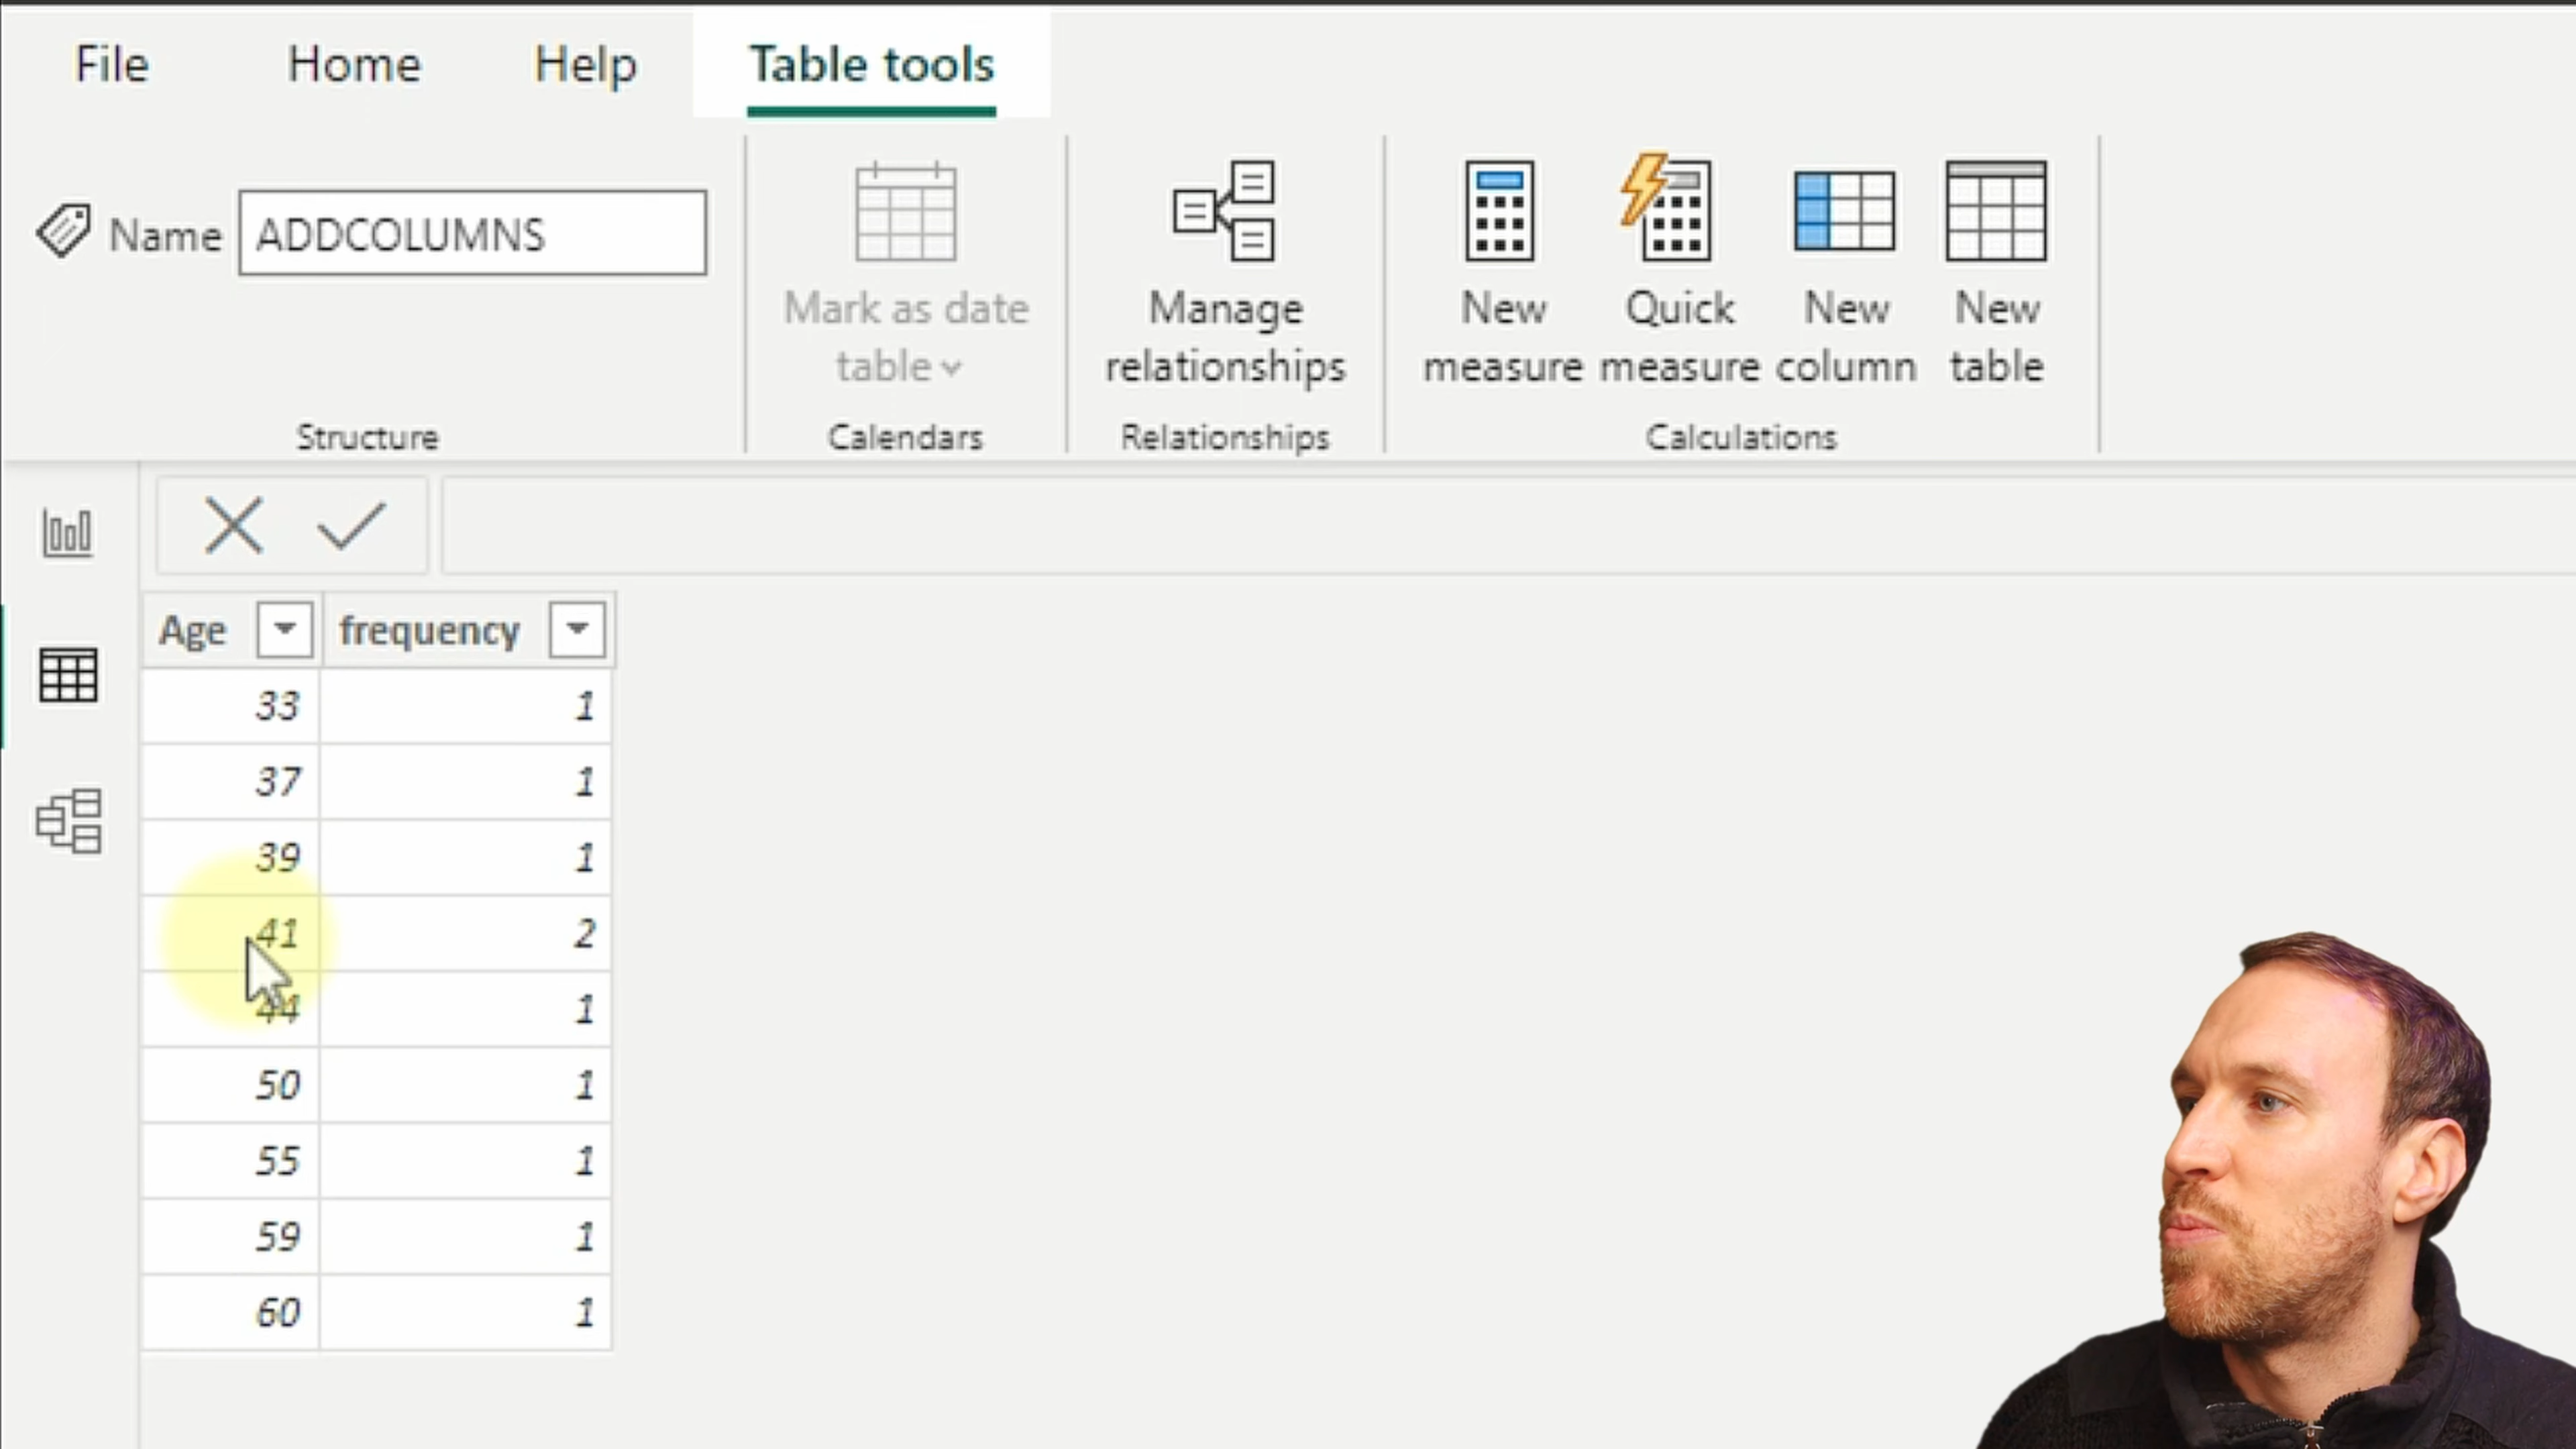 File Home Help Table tools
Name ADDCOLUMNS
Mark as date
table
Manage
relationships
New
measure
Quick
measure
New
column
New
table
Structure Calendars Relationships Calculations
Age frequency
33 1
37 1
39 1
41 2
44 1
50 1
55 1
59 1
60 1